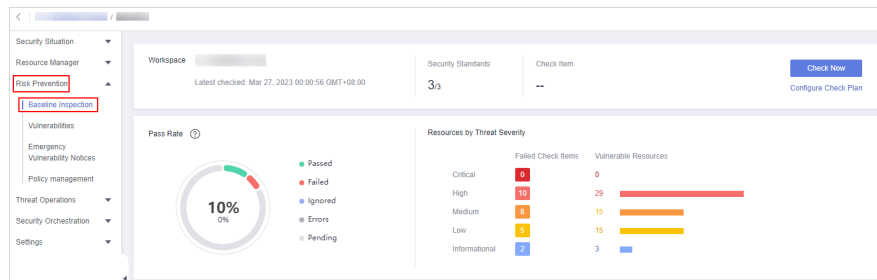 /
Security Situation
Resource Manager
Risk Prevention
Baseline Inspection
Vulnerabilities
Emergency
Vulnerability Notices
Policy management
Threat Operations
Security Orchestration
Settings
Workspace
Latest checked: Mar 27, 2023 00:00:56 GMT+08:00
Security Standards
3/3
Check Item
--
Check Now
Configure Check Plan
Pass Rate ?
10%
0%
Passed
Failed
Ignored
Errors
Pending
Resources by Threat Severity
Failed Check Items Vulnerable Resources
Critical 0 0
High 10 29
Medium 8 15
Low 5 15
Informational 2 3